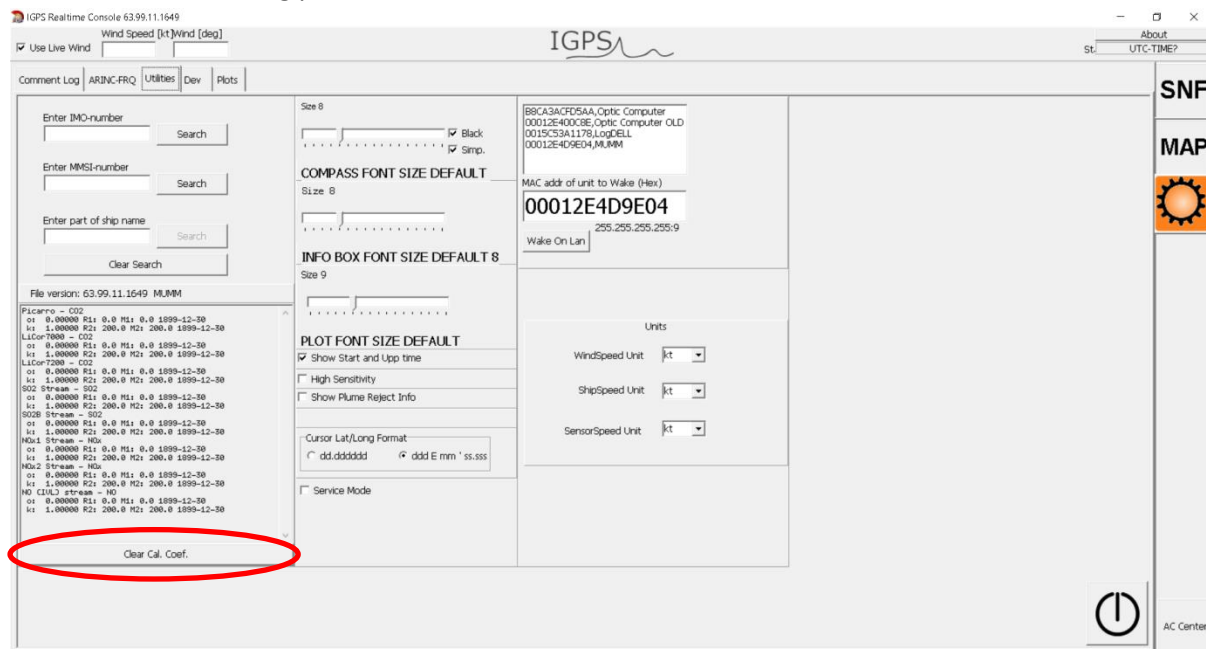 IGPS Realtime Console 63.99.11.1649
Wind Speed [kt] Wind [deg]
Use Live Wind
IGPS
About
St. UTC-TIME?
Comment Log ARINC-FRQ Utilities Dev Plots
Enter IMO-number
Search
Enter MMSI-number
Search
Enter part of ship name
Search
Clear Search
File version: 63.99.11.1649 MUMM
Picarro - CO2
o: 0.00000 R1: 0.0 M1: 0.0 1899-12-30
k: 1.00000 R2: 200.0 M2: 200.0 1899-12-30
LiCor7000 - CO2
o: 0.00000 R1: 0.0 M1: 0.0 1899-12-30
k: 1.00000 R2: 200.0 M2: 200.0 1899-12-30
LiCor7200 - CO2
o: 0.00000 R1: 0.0 M1: 0.0 1899-12-30
k: 1.00000 R2: 200.0 M2: 200.0 1899-12-30
SO2 Stream - SO2
o: 0.00000 R1: 0.0 M1: 0.0 1899-12-30
k: 1.00000 R2: 200.0 M2: 200.0 1899-12-30
SO2B Stream - SO2
o: 0.00000 R1: 0.0 M1: 0.0 1899-12-30
k: 1.00000 R2: 200.0 M2: 200.0 1899-12-30
NOx1 Stream - NOx
o: 0.00000 R1: 0.0 M1: 0.0 1899-12-30
k: 1.00000 R2: 200.0 M2: 200.0 1899-12-30
NOx2 Stream - NOx
o: 0.00000 R1: 0.0 M1: 0.0 1899-12-30
k: 1.00000 R2: 200.0 M2: 200.0 1899-12-30
NO [IVL] stream - NO
o: 0.00000 R1: 0.0 M1: 0.0 1899-12-30
k: 1.00000 R2: 200.0 M2: 200.0 1899-12-30
Clear Cal. Coef.
Size 8
Black
Simp.
COMPASS FONT SIZE DEFAULT
Size 8
INFO BOX FONT SIZE DEFAULT 8
Size 9
PLOT FONT SIZE DEFAULT
Show Start and Upp time
High Sensitivity
Show Plume Reject Info
Cursor Lat/Long Format
dd.dddddd ddd E mm ' ss.sss
Service Mode
B8CA3ACFD5AA,Optic Computer
00012E400C8E,Optic Computer OLD
0015C53A1178,LogDELL
00012E4D9E04,MUMM
MAC addr of unit to Wake (Hex)
00012E4D9E04
255.255.255.255:9
Wake On Lan
Units
WindSpeed Unit kt
ShipSpeed Unit kt
SensorSpeed Unit kt
SNF
MAP
AC Center